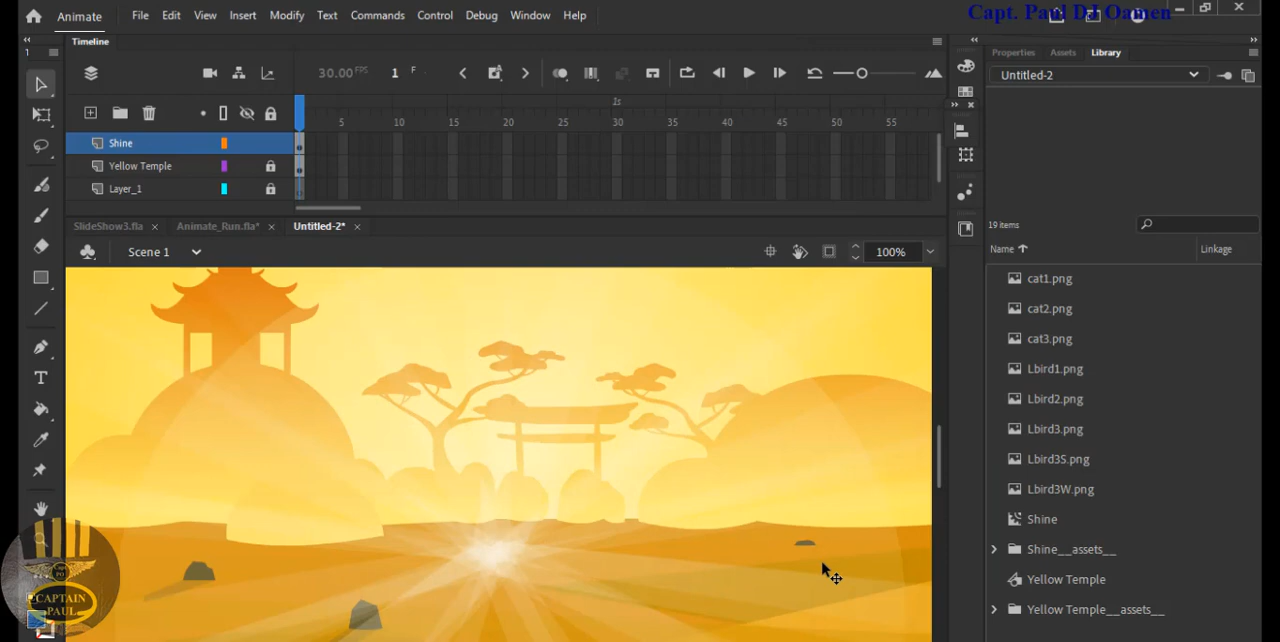 Animate File Edit View Insert Modify Text Commands Control Debug Window Help Capt. Paul DJ Oamen
Timeline
1
30.00 FPS 1 F
1s
5 10 15 20 25 30 35 40 45 50 55
Shine
Yellow Temple
Layer_1
SlideShow3.fla × Animate_Run.fla* × Untitled-2* ×
Scene 1 100%
Properties Assets Library
Untitled-2
19 items
Name Linkage
cat1.png
cat2.png
cat3.png
Lbird1.png
Lbird2.png
Lbird3.png
Lbird3S.png
Lbird3W.png
Shine
Shine__assets__
Yellow Temple
Yellow Temple__assets__
CAPTAIN
PAUL